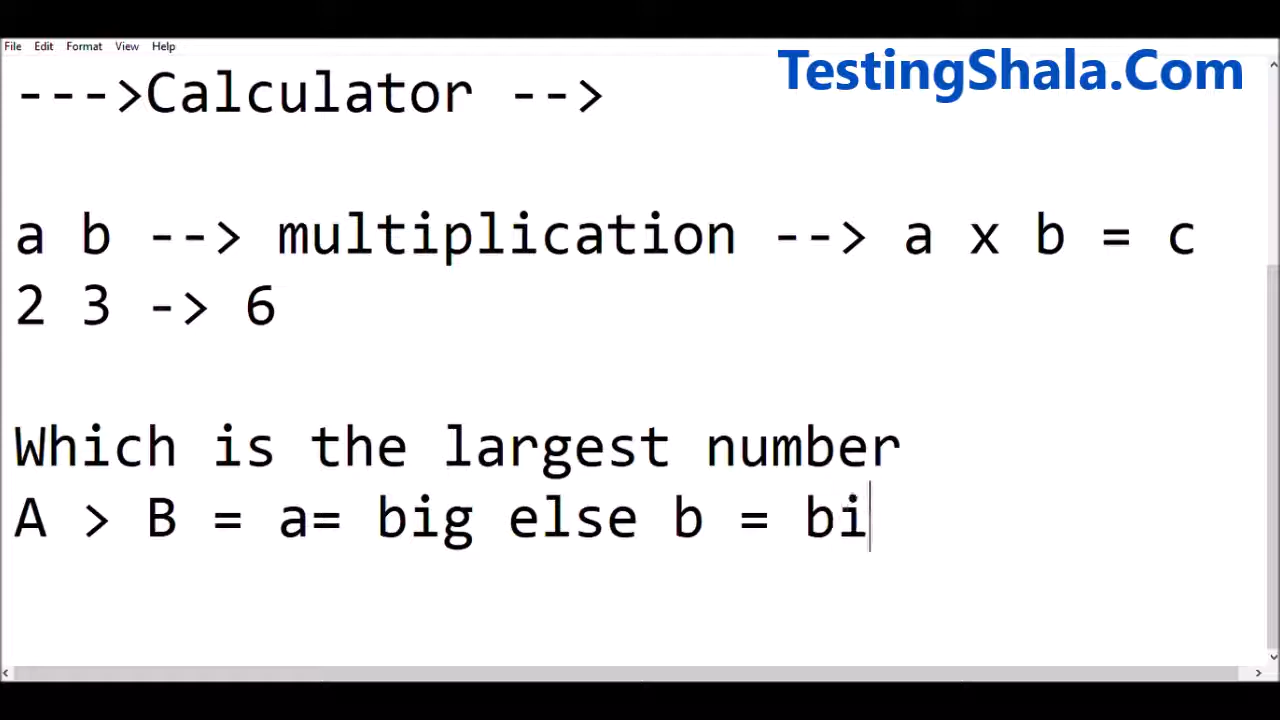 File Edit Format View Help
TestingShala.Com
--->Calculator -->
a b --> multiplication --> a x b = c
2 3 -> 6
Which is the largest number
A > B = a= big else b = bi